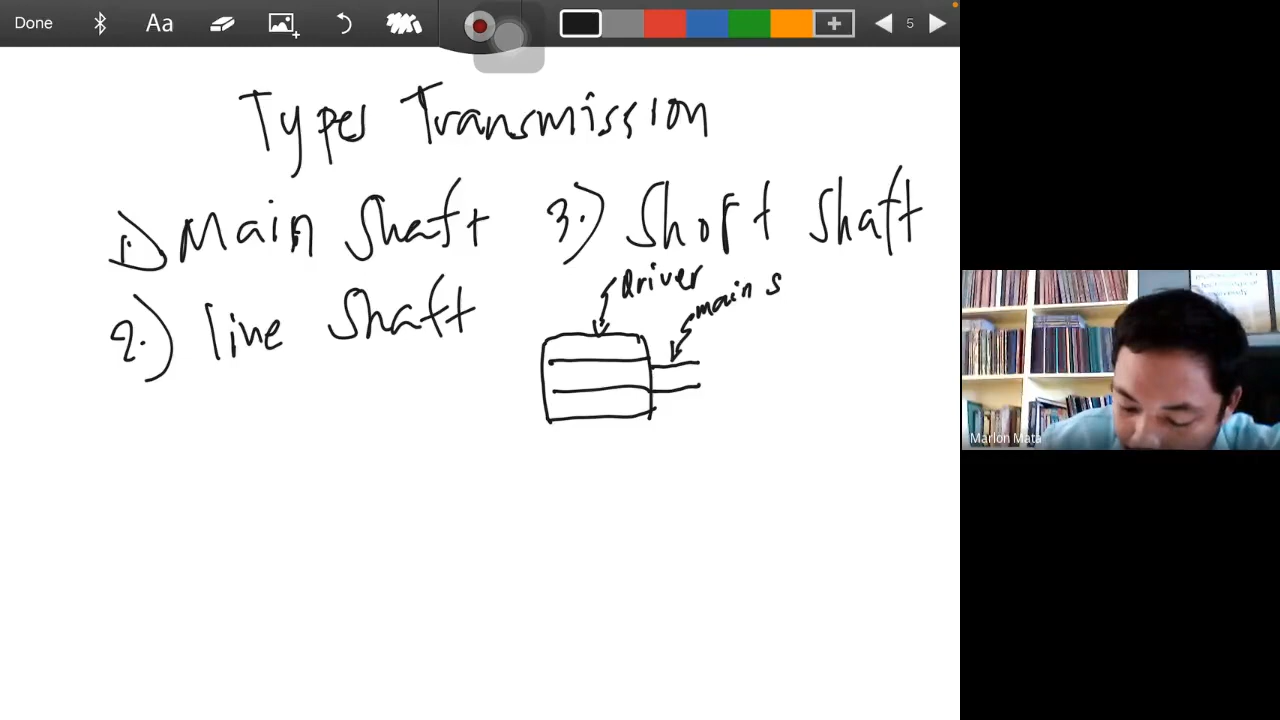 Done
Aa
5
Types Transmission
1.) Main Shaft
2.) line Shaft
3.) Short Shaft
Driver
main s
Marlon Mata